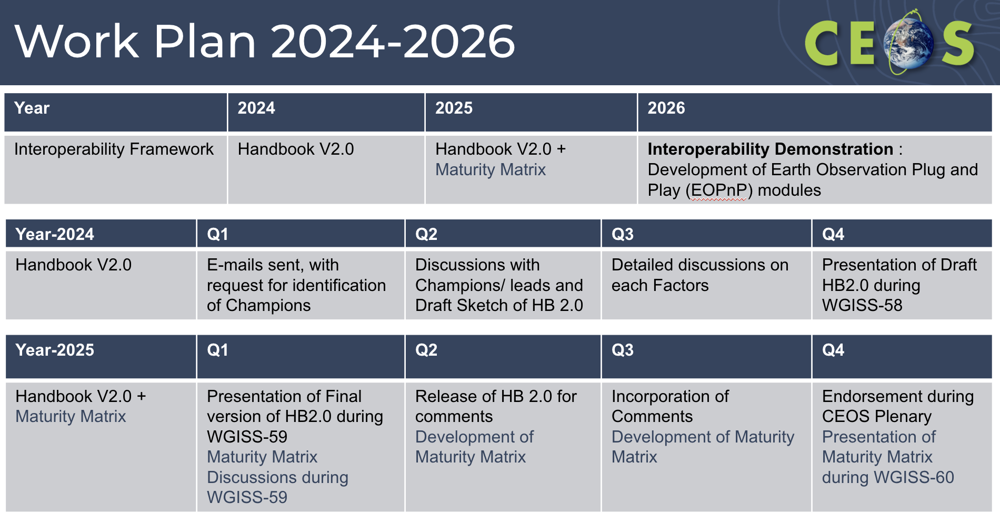 Work Plan 2024-2026
CEOS
Year
2024
2025
2026
Interoperability Framework
Handbook V2.0
Handbook V2.0 +
Maturity Matrix
Interoperability Demonstration :
Development of Earth Observation Plug and
Play (EOPnP) modules
Year-2024
Q1
Q2
Q3
Q4
Handbook V2.0
E-mails sent, with
request for identification
of Champions
Discussions with
Champions/ leads and
Draft Sketch of HB 2.0
Detailed discussions on
each Factors
Presentation of Draft
HB2.0 during
WGISS-58
Year-2025
Q1
Q2
Q3
Q4
Handbook V2.0 +
Maturity Matrix
Presentation of Final
version of HB2.0 during
WGISS-59
Maturity Matrix
Discussions during
WGISS-59
Release of HB 2.0 for
comments
Development of
Maturity Matrix
Incorporation of
Comments
Development of Maturity
Matrix
Endorsement during
CEOS Plenary
Presentation of
Maturity Matrix
during WGISS-60